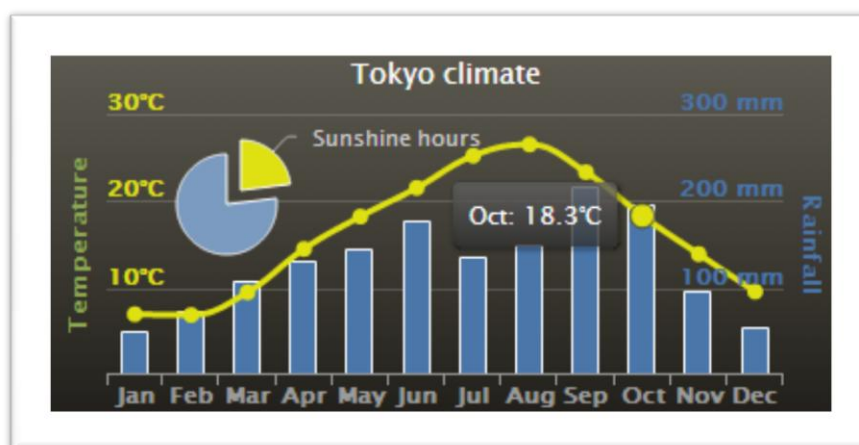 Tokyo climate
30°C
300 mm
Sunshine hours
20°C
200 mm
Temperature
Rainfall
Oct: 18.3°C
10°C
100 mm
Jan Feb Mar Apr May Jun Jul Aug Sep Oct Nov Dec